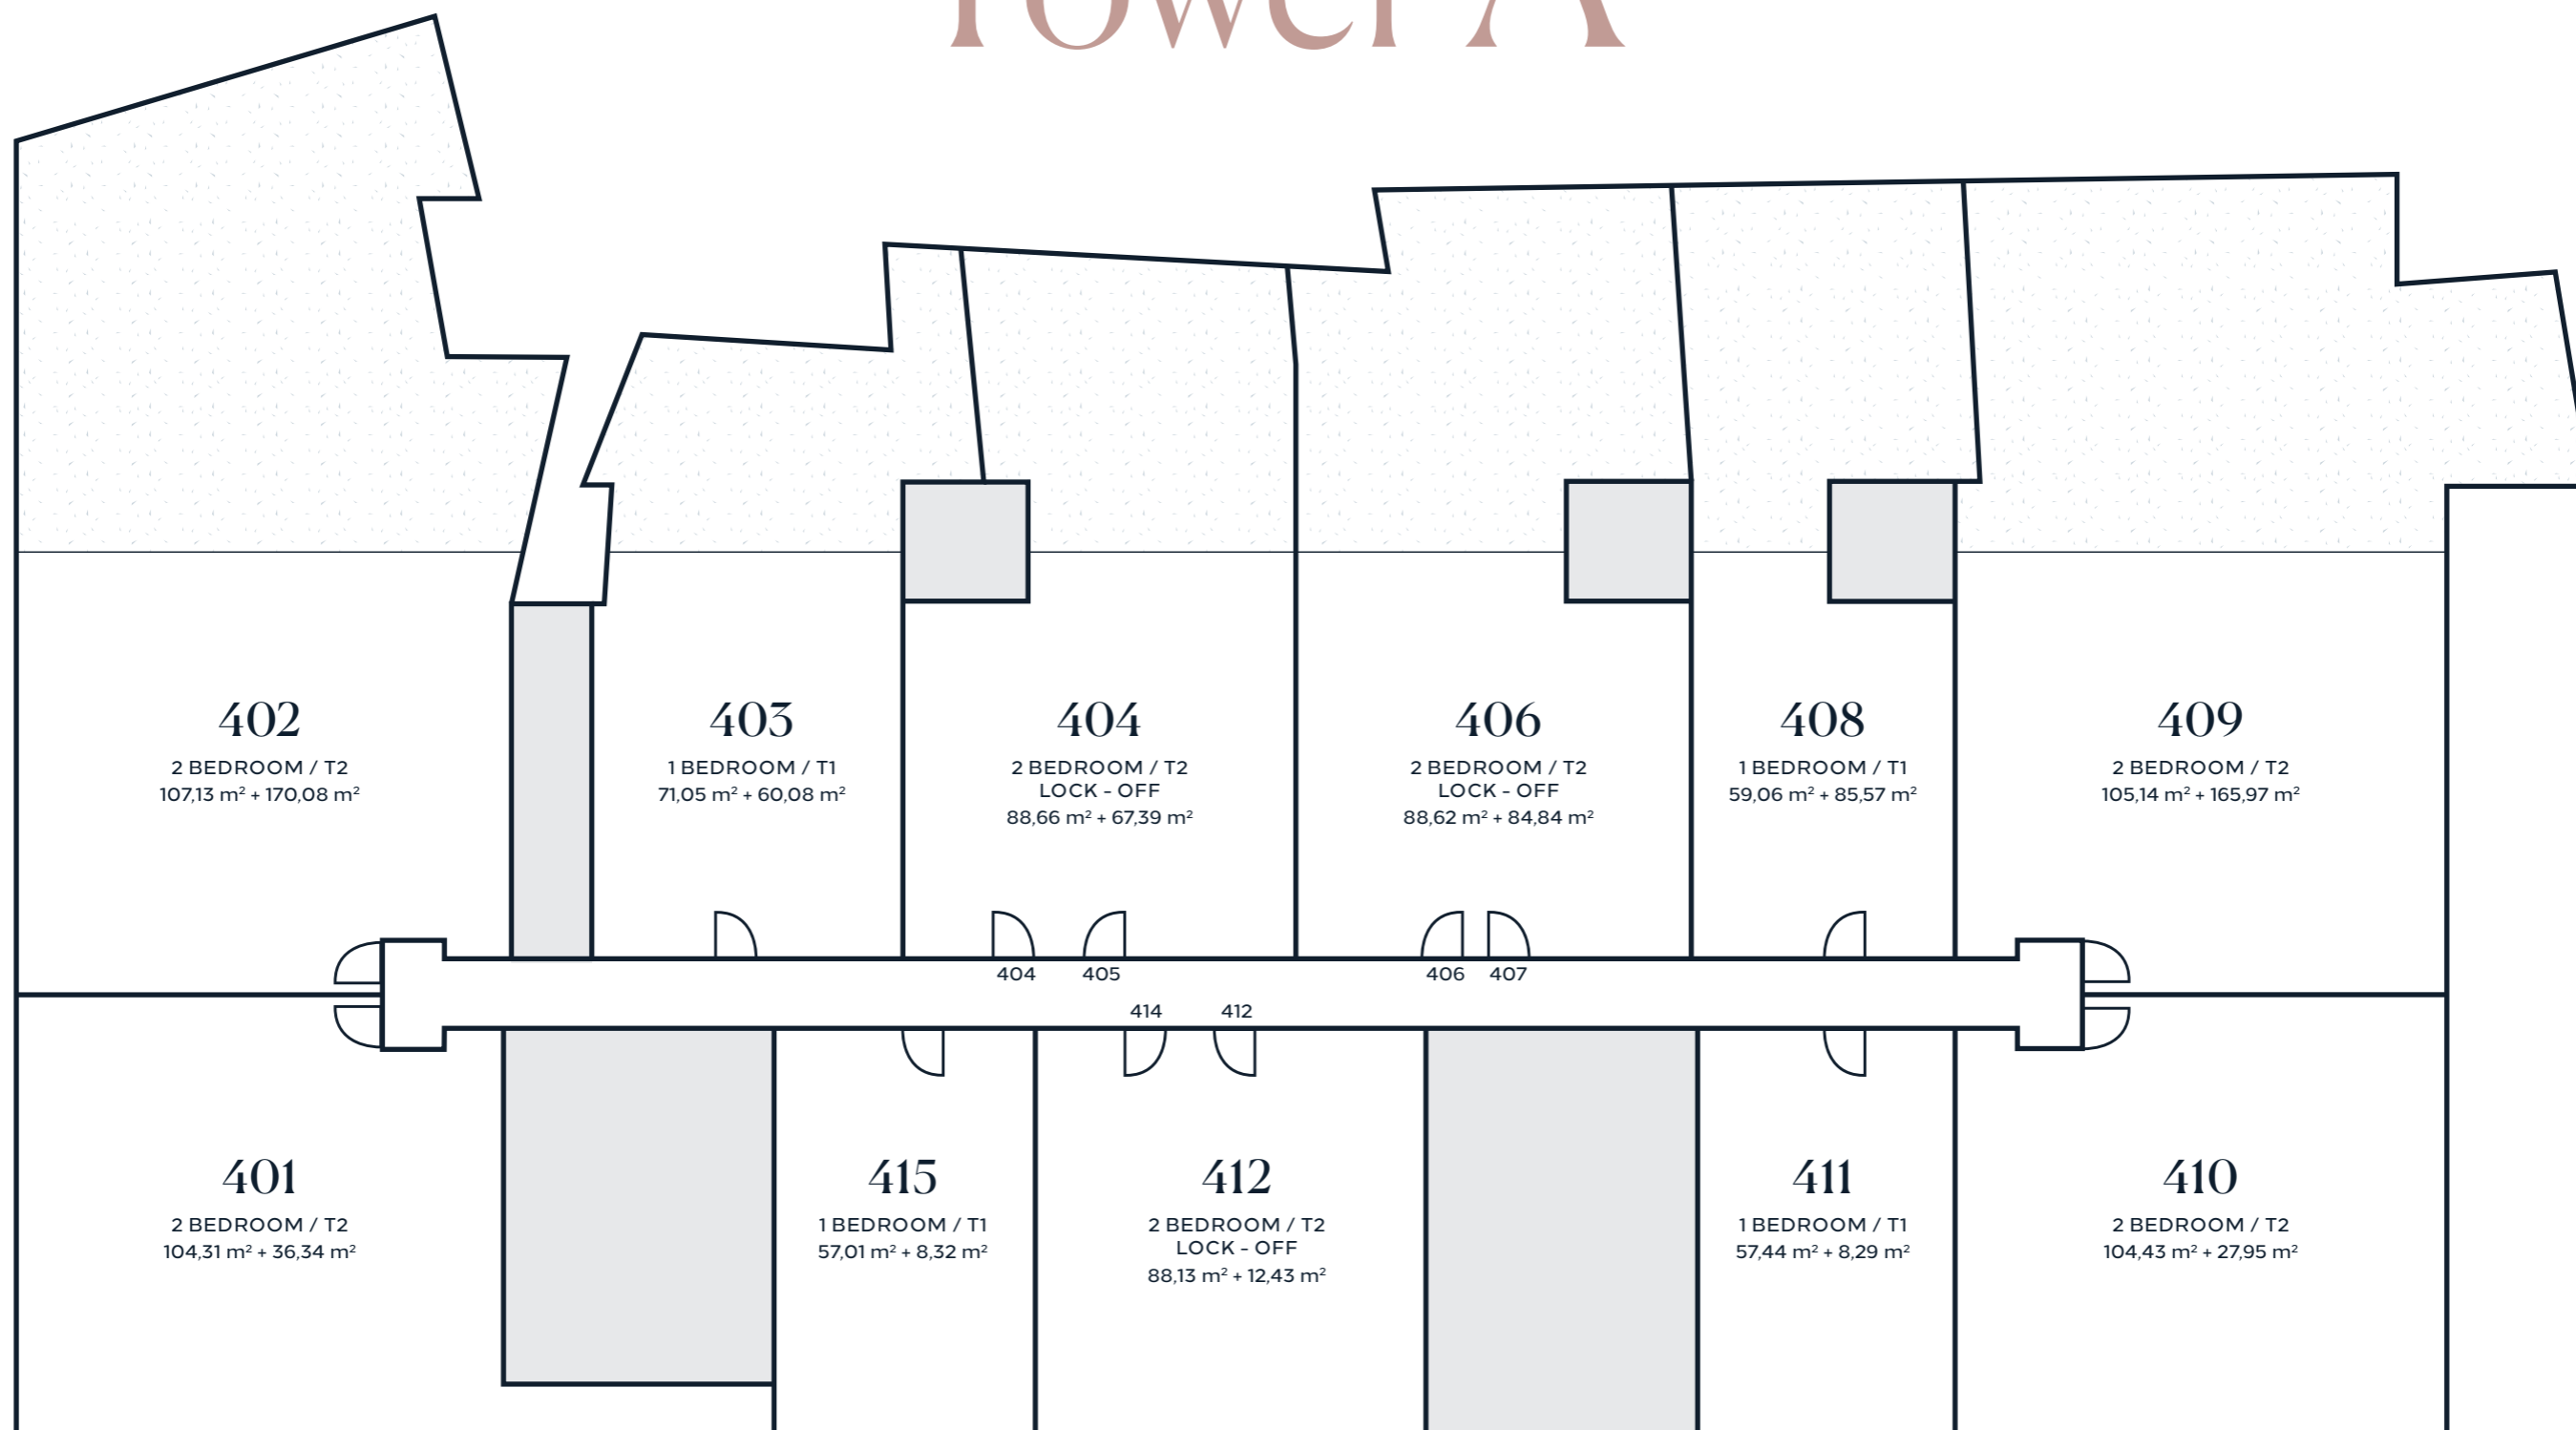 Tower A
402
2 BEDROOM / T2
107,13 m² + 170,08 m²
403
1 BEDROOM / T1
71,05 m² + 60,08 m²
404
2 BEDROOM / T2
LOCK - OFF
88,66 m² + 67,39 m²
406
2 BEDROOM / T2
LOCK - OFF
88,62 m² + 84,84 m²
408
1 BEDROOM / T1
59,06 m² + 85,57 m²
409
2 BEDROOM / T2
105,14 m² + 165,97 m²
404 405 406 407
414 412
401
2 BEDROOM / T2
104,31 m² + 36,34 m²
415
1 BEDROOM / T1
57,01 m² + 8,32 m²
412
2 BEDROOM / T2
LOCK - OFF
88,13 m² + 12,43 m²
411
1 BEDROOM / T1
57,44 m² + 8,29 m²
410
2 BEDROOM / T2
104,43 m² + 27,95 m²